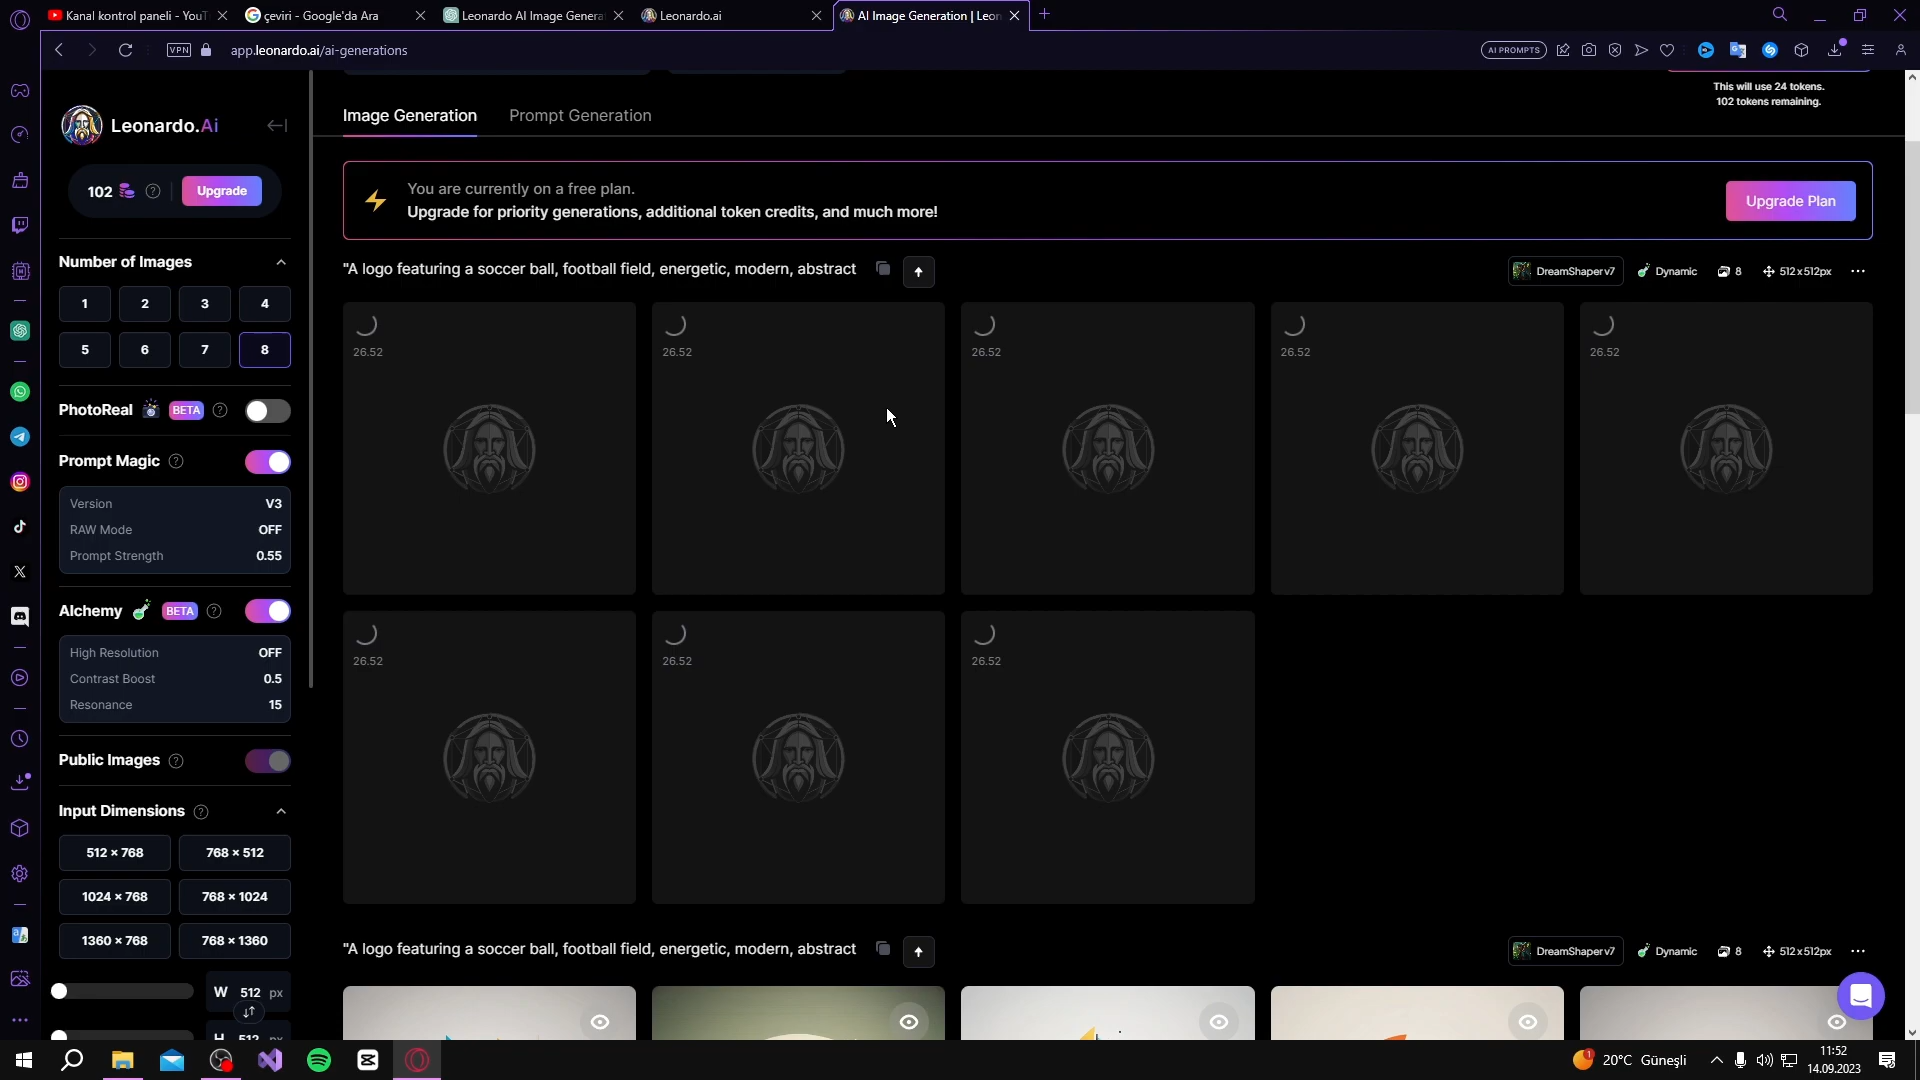 Kanal kontrol paneli - YouT
çeviri - Google'da Ara
Leonardo AI Image Genera
Leonardo.ai
AI Image Generation | Leon
VPN
app.leonardo.ai/ai-generations
AI PROMPTS
This will use 24 tokens.
102 tokens remaining.
Leonardo.Ai
Image Generation
Prompt Generation
102
Upgrade
You are currently on a free plan.
Upgrade for priority generations, additional token credits, and much more!
Upgrade Plan
Number of Images
1
2
3
4
5
6
7
8
"A logo featuring a soccer ball, football field, energetic, modern, abstract
DreamShaper v7
Dynamic
8
512 x 512px
26.52
26.52
26.52
26.52
26.52
PhotoReal
BETA
Prompt Magic
Version
V3
RAW Mode
OFF
Prompt Strength
0.55
Alchemy
BETA
High Resolution
OFF
Contrast Boost
0.5
Resonance
15
26.52
26.52
26.52
Public Images
Input Dimensions
512 × 768
768 × 512
1024 × 768
768 × 1024
1360 × 768
768 × 1360
W 512 px
H 512 px
"A logo featuring a soccer ball, football field, energetic, modern, abstract
DreamShaper v7
Dynamic
8
512 x 512px
1
20°C Güneşli
11:52
14.09.2023